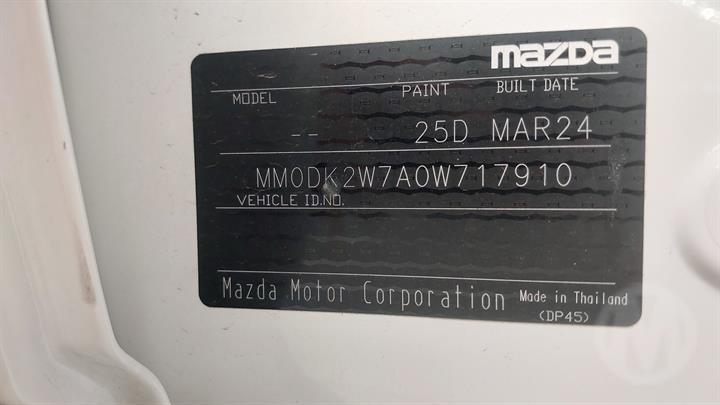 mazda
MODEL PAINT BUILT DATE
-- 25D MAR24
MM0DK2W7A0W717910
VEHICLE ID.NO.
Mazda Motor Corporation Made in Thailand
(DP45)
M